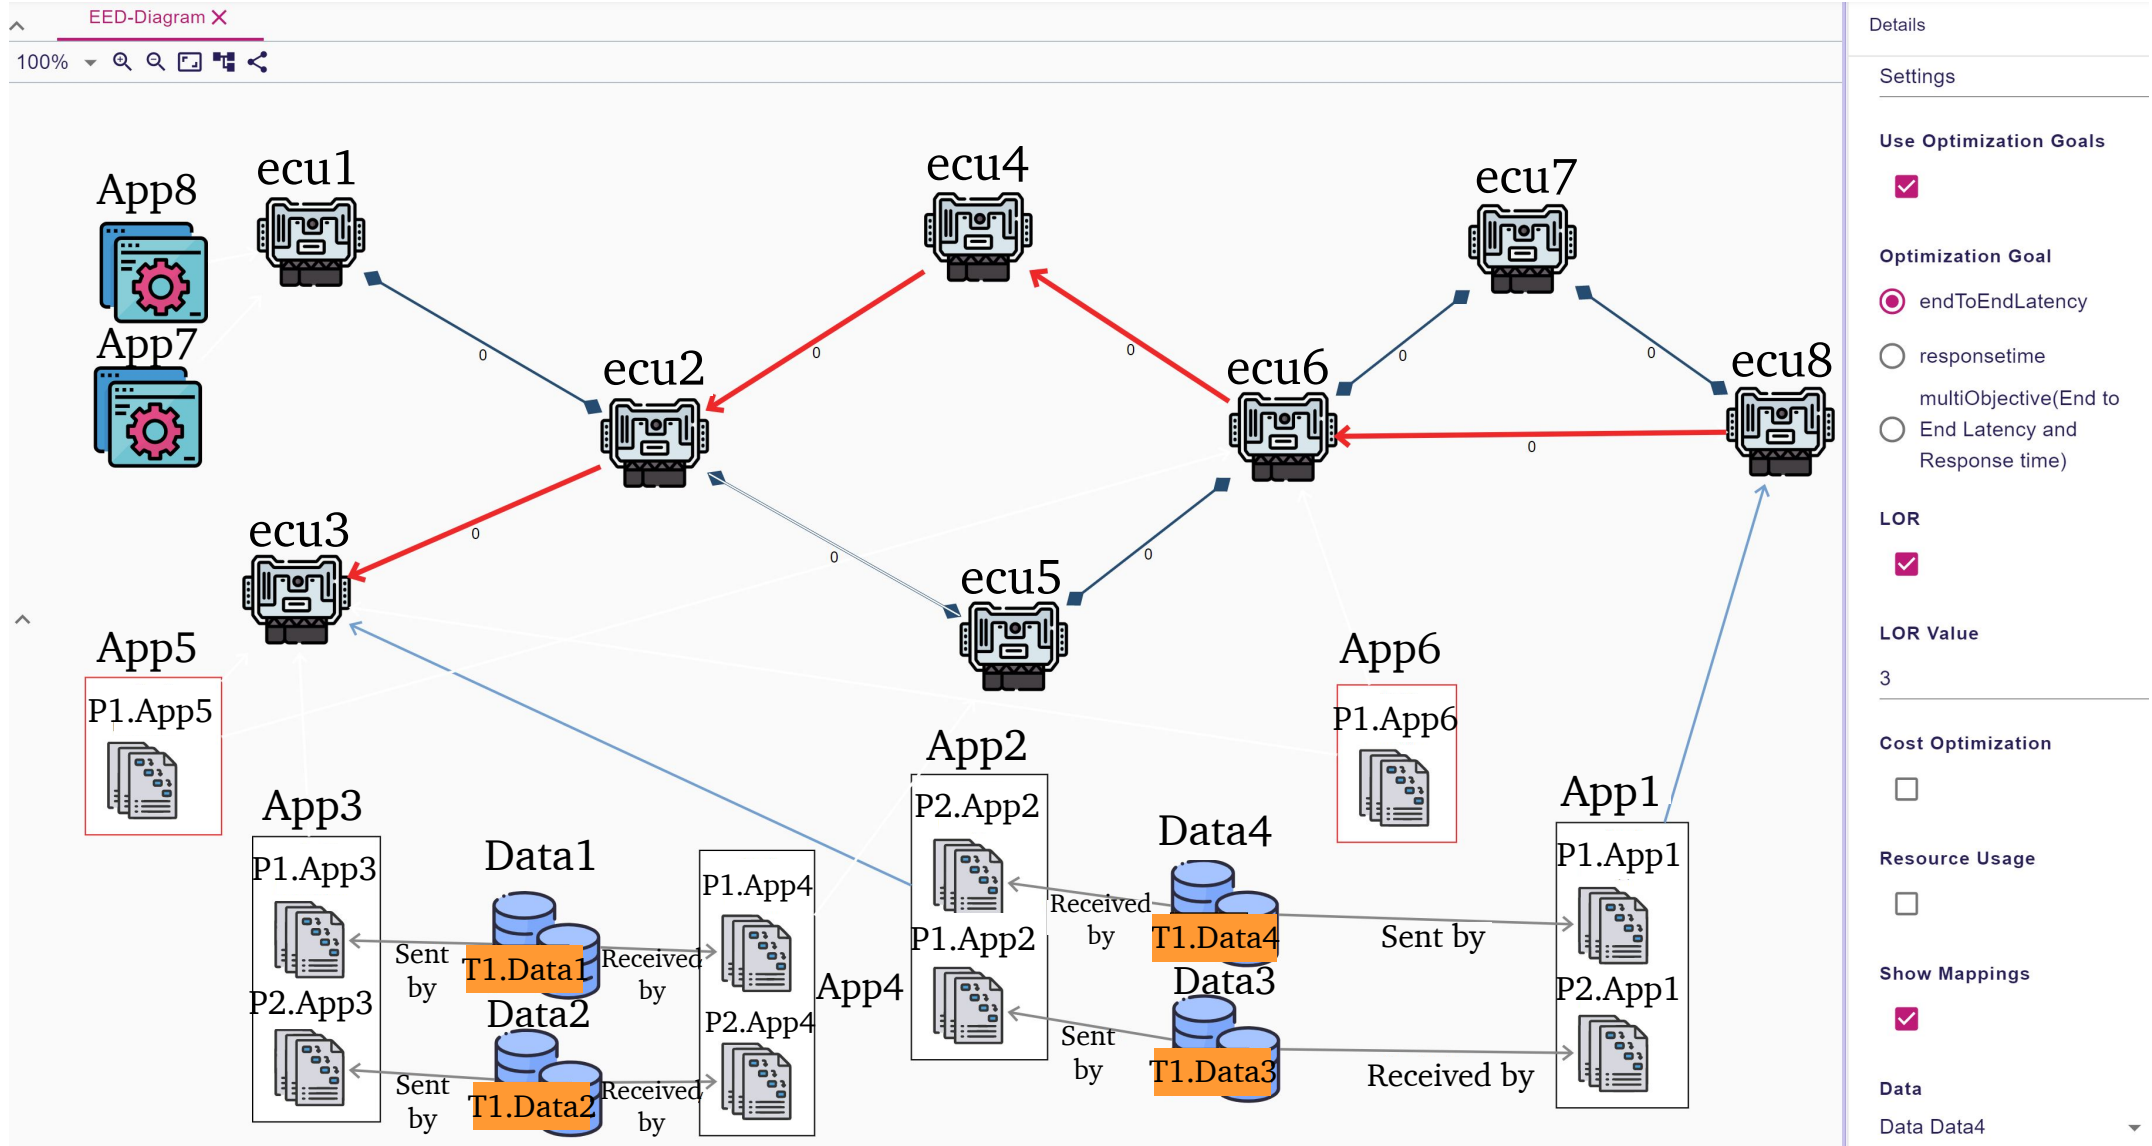 EED-Diagram
100%
Details
Settings
Use Optimization Goals
Optimization Goal
endToEndLatency
responsetime
multiObjective(End to
End Latency and
Response time)
LOR
LOR Value
3
Cost Optimization
Resource Usage
Show Mappings
Data
Data Data4
ecu1
ecu4
ecu7
App8
App7
ecu2
ecu6
ecu8
0
0
0
0
0
0
0
0
0
ecu3
ecu5
App5
P1.App5
App6
P1.App6
App3
P1.App3
P2.App3
Data1
T1.Data1
Sent
by
Received
by
Data2
T1.Data2
Sent
by
Received
by
P1.App4
P2.App4
App4
App2
P2.App2
P1.App2
Data4
T1.Data4
Received
by
Sent by
Data3
T1.Data3
Sent
by
Received by
App1
P1.App1
P2.App1